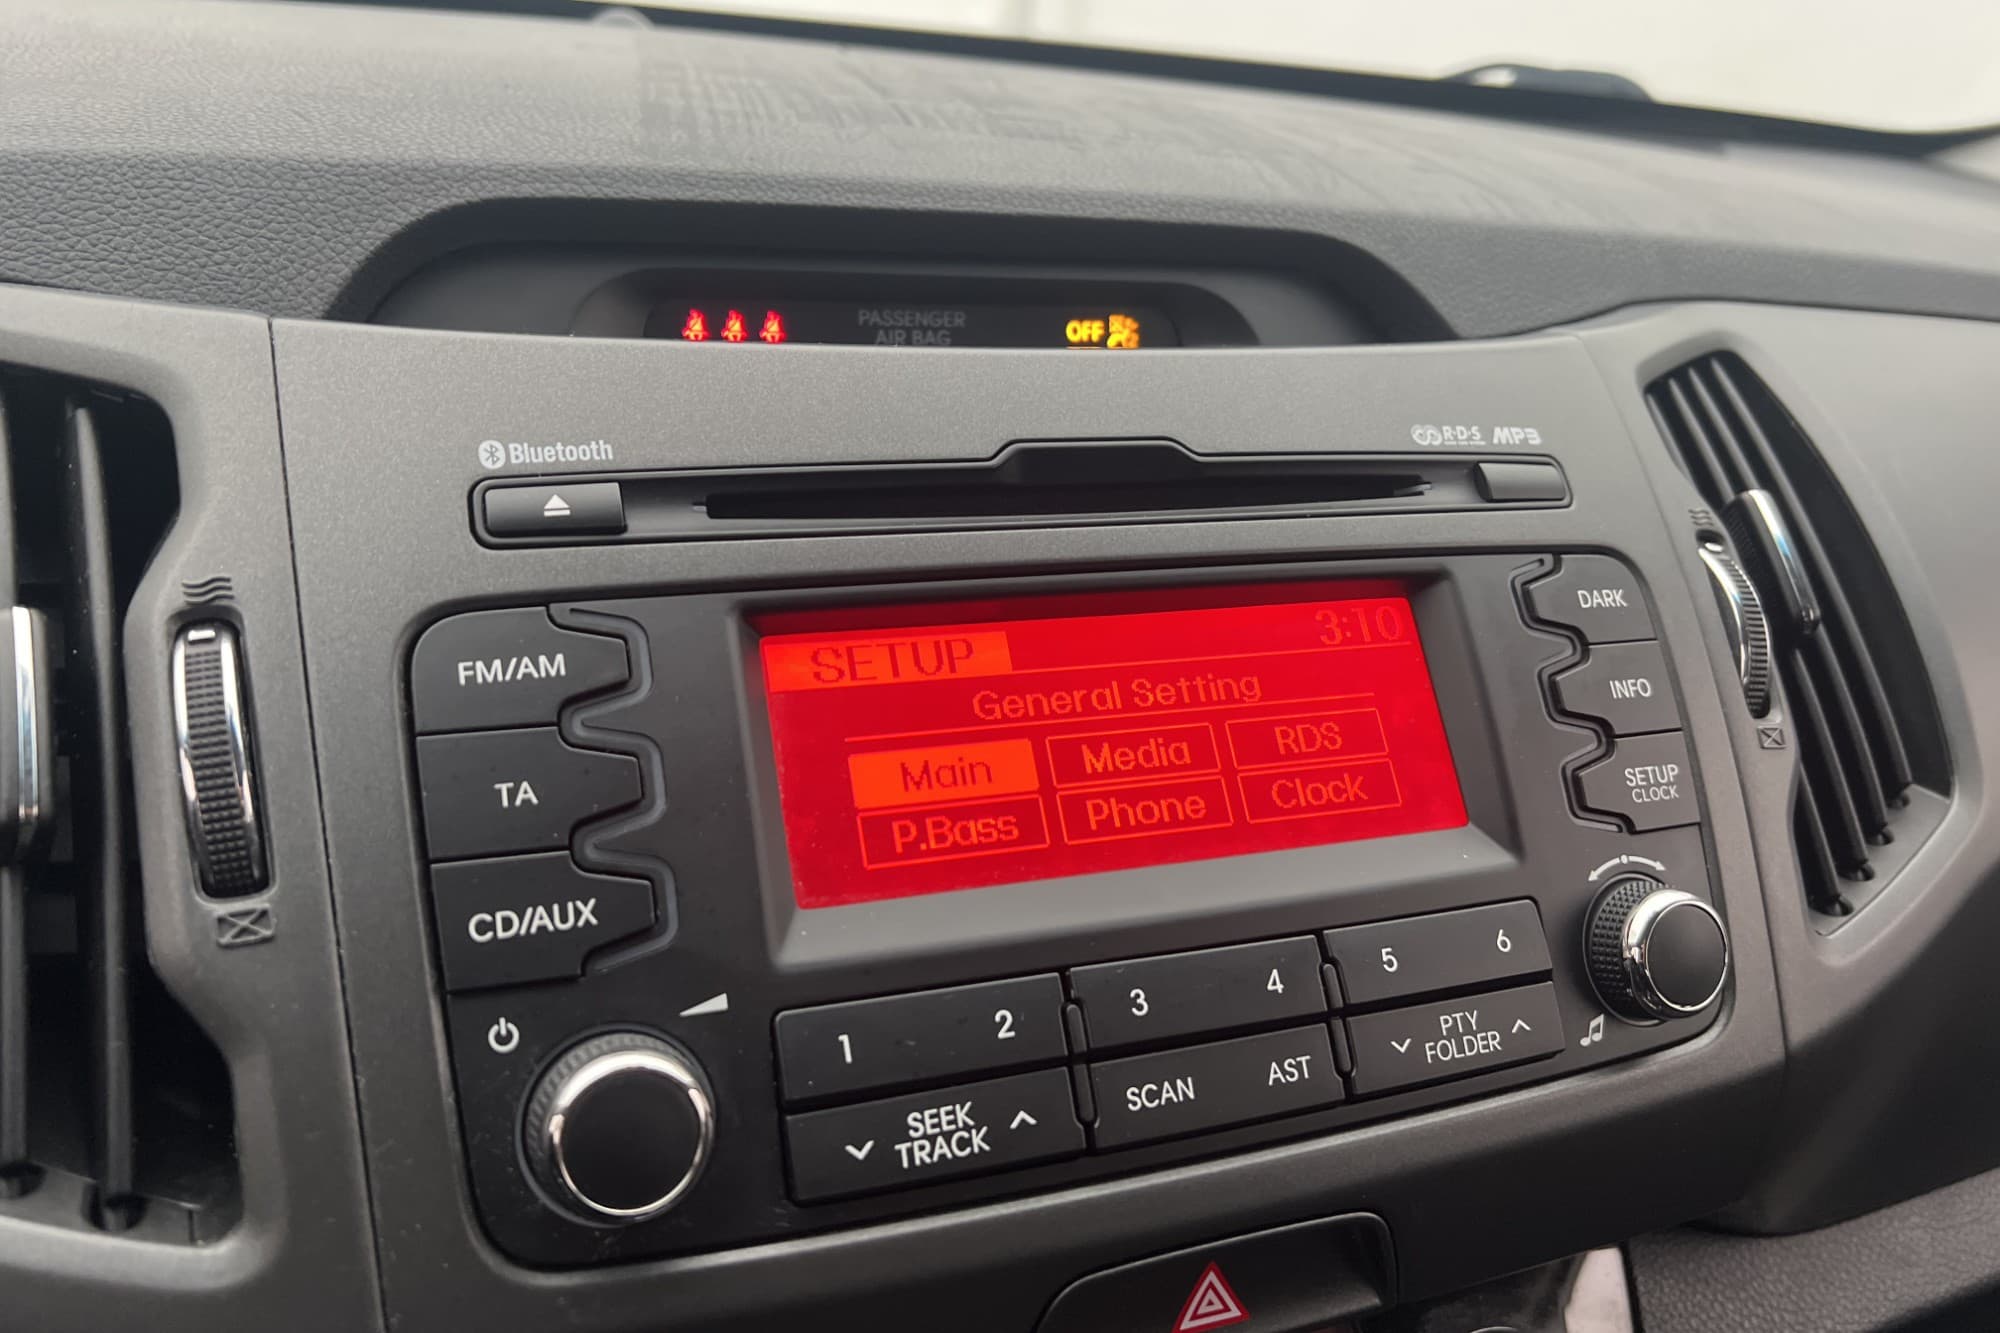 PASSENGER
AIR BAG
OFF
Bluetooth
R·D·S MP3
FM/AM
TA
CD/AUX
SETUP 3:10
General Setting
Main Media RDS
P.Bass Phone Clock
DARK
INFO
SETUP
CLOCK
1 2 3 4 5 6
SEEK
TRACK
SCAN AST
PTY
FOLDER